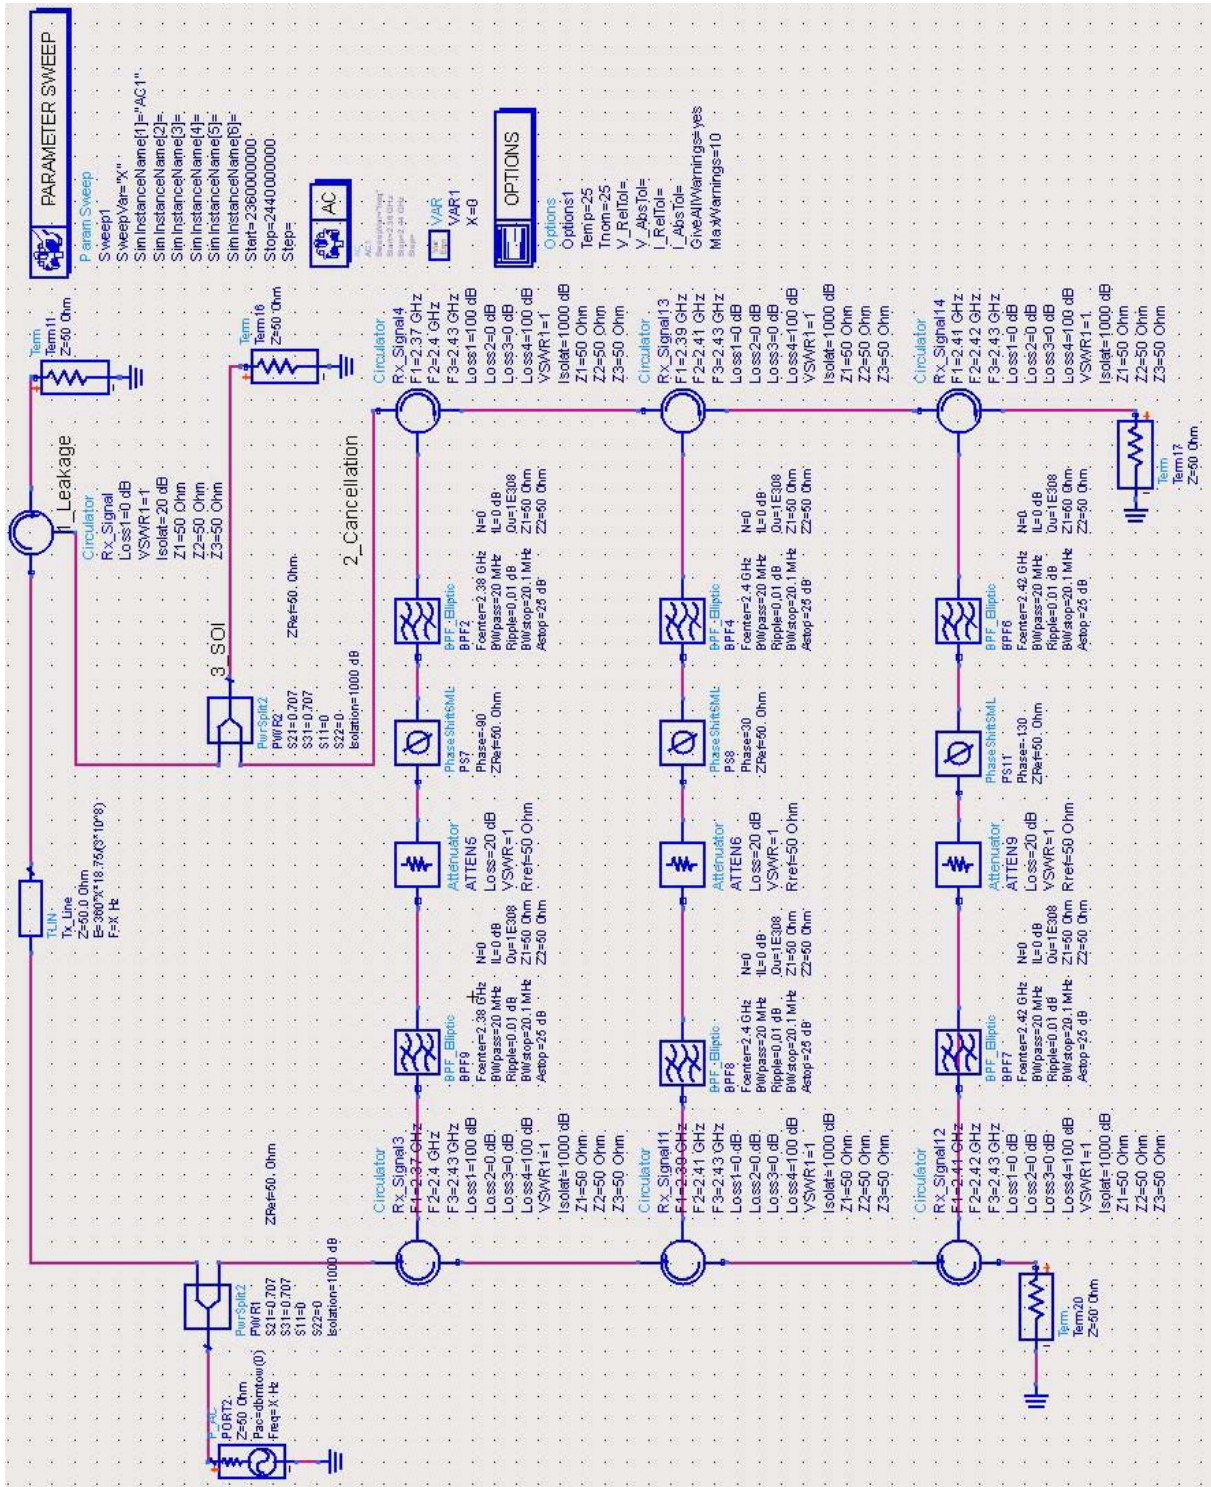 PARAMETER SWEEP
Param Sweep
Sweep1
SweepVar="X"
SimInstanceName[1]="AC1"
SimInstanceName[2]=
SimInstanceName[3]=
SimInstanceName[4]=
SimInstanceName[5]=
SimInstanceName[6]=
Start=2360000000
Stop=2440000000
Step=
AC
AC1
VAR
VAR1
X=0
OPTIONS
Options
Options1
Temp=25
Tnom=25
V_RelTol=
V_AbsTol=
I_RelTol=
I_AbsTol=
GiveAllWarnings=yes
MaxWarnings=10
Term
Term11
Z=50 Ohm
Term
Term16
Z=50 Ohm
1_Leakage
Circulator
Rx_Signal
Loss1=0 dB
VSWR1=1
Isolat=20 dB
Z1=50 Ohm
Z2=50 Ohm
Z3=50 Ohm
2_Cancellation
3_SOI
ZRef=50. Ohm
PwrSplit2
PWR2
S21=0.707
S31=0.707
S11=0
S22=0
Isolation=1000 dB
TLIN
Tx_Line
Z=50.0 Ohm
E=360*X*18.75/(3*10^8)
F=X Hz
ZRef=50. Ohm
PwrSplit2
PWR1
S21=0.707
S31=0.707
S11=0
S22=0
Isolation=1000 dB
P_AC
PORT2
Z=50 Ohm
Pac=dbmtow(0)
Freq=X Hz
Circulator
Rx_Signal3
F1=2.37 GHz
F2=2.4 GHz
F3=2.43 GHz
Loss1=100 dB
Loss2=0 dB
Loss3=0 dB
Loss4=100 dB
VSWR1=1
Isolat=1000 dB
Z1=50 Ohm
Z2=50 Ohm
Z3=50 Ohm
BPF_Elliptic
BPF9
Fcenter=2.38 GHz
BWpass=20 MHz
Ripple=0.01 dB
BWstop=20.1 MHz
Astop=25 dB
N=0
IL=0 dB
Qu=1E308
Z1=50 Ohm
Z2=50 Ohm
Attenuator
ATTEN5
Loss=20 dB
VSWR=1
Rref=50 Ohm
PhaseShiftSML
PS7
Phase=-90
ZRef=50. Ohm
BPF_Elliptic
BPF2
Fcenter=2.38 GHz
BWpass=20 MHz
Ripple=0.01 dB
BWstop=20.1 MHz
Astop=25 dB
N=0
IL=0 dB
Qu=1E308
Z1=50 Ohm
Z2=50 Ohm
Circulator
Rx_Signal4
F1=2.37 GHz
F2=2.4 GHz
F3=2.43 GHz
Loss1=100 dB
Loss2=0 dB
Loss3=0 dB
Loss4=100 dB
VSWR1=1
Isolat=1000 dB
Z1=50 Ohm
Z2=50 Ohm
Z3=50 Ohm
Circulator
Rx_Signal11
F1=2.39 GHz
F2=2.41 GHz
F3=2.43 GHz
Loss1=0 dB
Loss2=0 dB
Loss3=0 dB
Loss4=100 dB
VSWR1=1
Isolat=1000 dB
Z1=50 Ohm
Z2=50 Ohm
Z3=50 Ohm
BPF_Elliptic
BPF8
Fcenter=2.4 GHz
BWpass=20 MHz
Ripple=0.01 dB
BWstop=20.1 MHz
Astop=25 dB
N=0
IL=0 dB
Qu=1E308
Z1=50 Ohm
Z2=50 Ohm
Attenuator
ATTEN6
Loss=20 dB
VSWR=1
Rref=50 Ohm
PhaseShiftSML
PS8
Phase=30
ZRef=50. Ohm
BPF_Elliptic
BPF4
Fcenter=2.4 GHz
BWpass=20 MHz
Ripple=0.01 dB
BWstop=20.1 MHz
Astop=25 dB
N=0
IL=0 dB
Qu=1E308
Z1=50 Ohm
Z2=50 Ohm
Circulator
Rx_Signal13
F1=2.39 GHz
F2=2.41 GHz
F3=2.43 GHz
Loss1=0 dB
Loss2=0 dB
Loss3=0 dB
Loss4=100 dB
VSWR1=1
Isolat=1000 dB
Z1=50 Ohm
Z2=50 Ohm
Z3=50 Ohm
Circulator
Rx_Signal12
F1=2.41 GHz
F2=2.42 GHz
F3=2.43 GHz
Loss1=0 dB
Loss2=0 dB
Loss3=0 dB
Loss4=100 dB
VSWR1=1
Isolat=1000 dB
Z1=50 Ohm
Z2=50 Ohm
Z3=50 Ohm
BPF_Elliptic
BPF7
Fcenter=2.42 GHz
BWpass=20 MHz
Ripple=0.01 dB
BWstop=20.1 MHz
Astop=25 dB
N=0
IL=0 dB
Qu=1E308
Z1=50 Ohm
Z2=50 Ohm
Attenuator
ATTEN9
Loss=20 dB
VSWR=1
Rref=50 Ohm
PhaseShiftSML
PS11
Phase=-130
ZRef=50. Ohm
BPF_Elliptic
BPF6
Fcenter=2.42 GHz
BWpass=20 MHz
Ripple=0.01 dB
BWstop=20.1 MHz
Astop=25 dB
N=0
IL=0 dB
Qu=1E308
Z1=50 Ohm
Z2=50 Ohm
Circulator
Rx_Signal14
F1=2.41 GHz
F2=2.42 GHz
F3=2.43 GHz
Loss1=0 dB
Loss2=0 dB
Loss3=0 dB
Loss4=100 dB
VSWR1=1
Isolat=1000 dB
Z1=50 Ohm
Z2=50 Ohm
Z3=50 Ohm
Term
Term20
Z=50 Ohm
Term
Term17
Z=50 Ohm